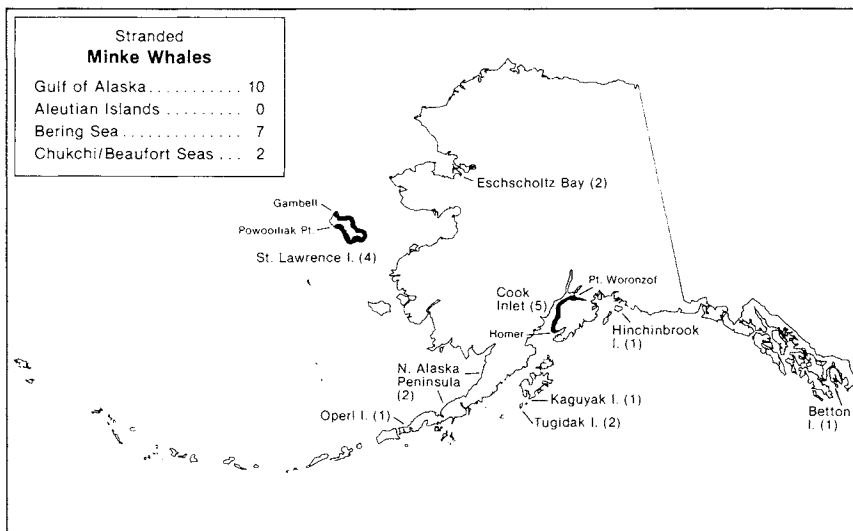 Stranded
Minke Whales
Gulf of Alaska........... 10
Aleutian Islands ......... 0
Bering Sea .............. 7
Chukchi/Beaufort Seas ... 2
Eschscholtz Bay (2)
Gambell
Powooiliak Pt.
St. Lawrence I. (4)
Pt. Woronzof
Cook
Inlet (5)
Homer
Hinchinbrook
I. (1)
N. Alaska
Peninsula
(2)
Operl I. (1)
Kaguyak I. (1)
Tugidak I. (2)
Betton
I. (1)